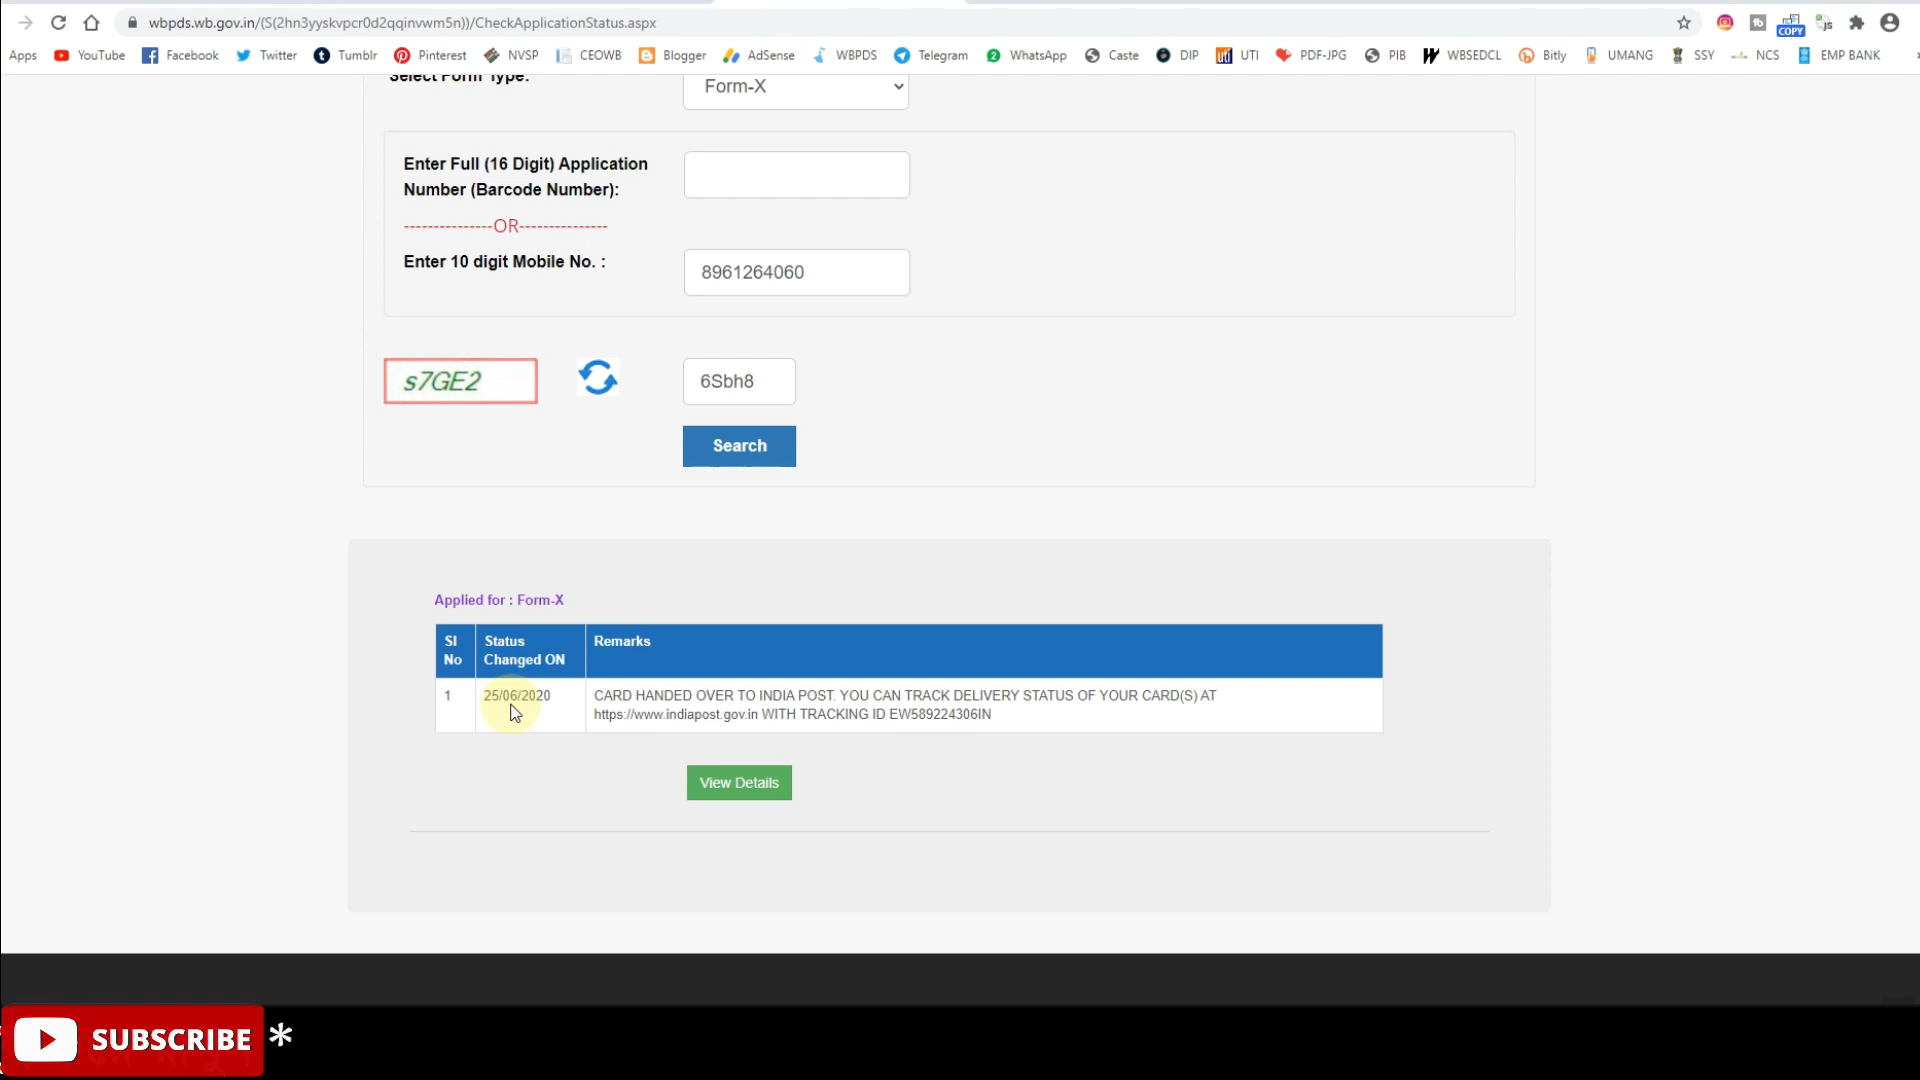 wbpds.wb.gov.in/(S(2hn3yyskvpcr0d2qqinvwm5n))/CheckApplicationStatus.aspx
COPY
Apps YouTube Facebook Twitter Tumblr Pinterest NVSP CEOWB Blogger AdSense WBPDS Telegram WhatsApp Caste DIP UTI PDF-JPG PIB WBSEDCL Bitly UMANG SSY NCS EMP BANK
Select Form Type:
Form-X
Enter Full (16 Digit) Application
Number (Barcode Number):
---------------OR---------------
Enter 10 digit Mobile No. :
8961264060
s7GE2
6Sbh8
Search
Applied for : Form-X
Sl No Status Changed ON Remarks
1 25/06/2020 CARD HANDED OVER TO INDIA POST. YOU CAN TRACK DELIVERY STATUS OF YOUR CARD(S) AT
https://www.indiapost.gov.in WITH TRACKING ID EW589224306IN
View Details
SUBSCRIBE *